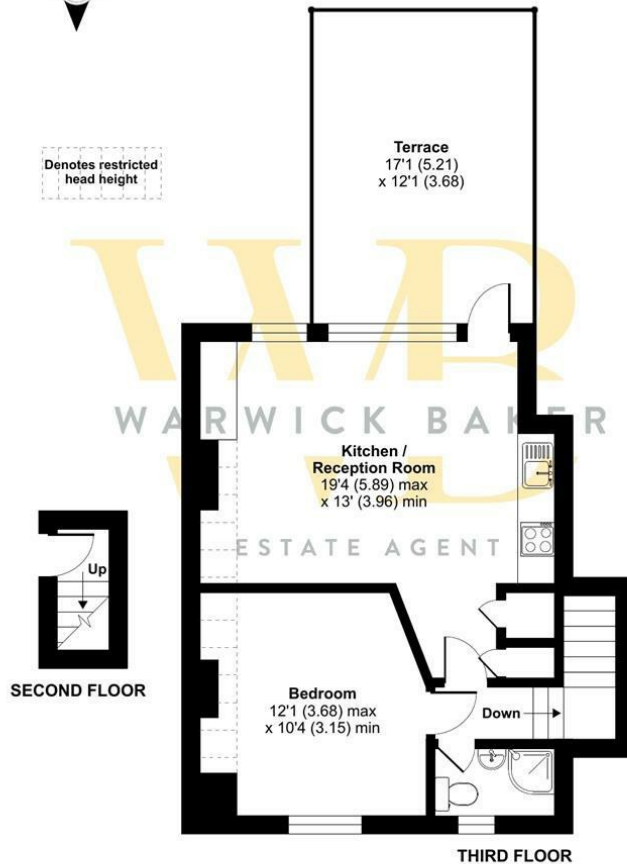 Denotes restricted
head height
Terrace
17'1 (5.21)
x 12'1 (3.68)
WB
WARWICK BAKER
Kitchen /
Reception Room
19'4 (5.89) max
x 13' (3.96) min
ESTATE AGENT
Up
SECOND FLOOR
Bedroom
12'1 (3.68) max
x 10'4 (3.15) min
Down
THIRD FLOOR